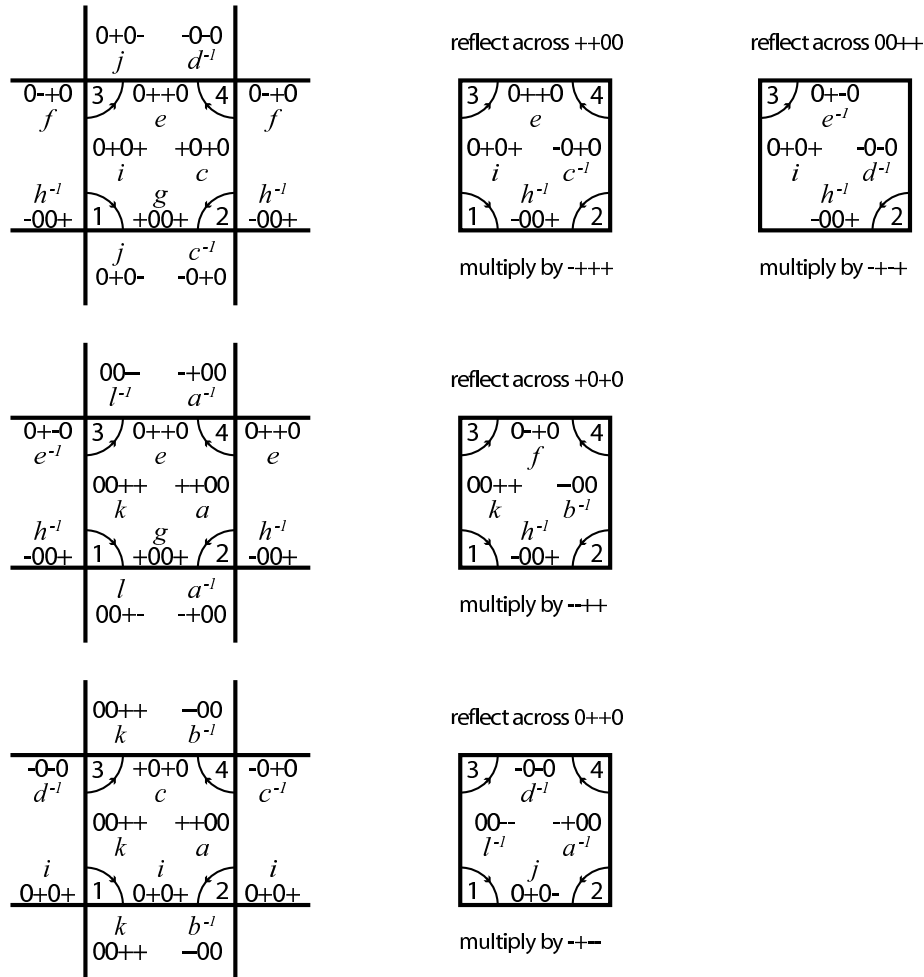 0+0- -0-0
j d-1
reflect across ++00
reflect across 00++
0-+0 3 0++0 4 0-+0
f e f
0+0+ +0+0
i c
h-1 g h-1
-00+ 1 +00+ 2 -00+
j c-1
0+0- -0+0
3 0++0 4
e
0+0+ -0+0
i c-1
h-1
1 -00+ 2
multiply by -+++
3 0+-0
e-1
0+0+ -0-0
i d-1
h-1
-00+ 2
multiply by -+-+
00-- -+00
l-1 a-1
reflect across +0+0
0+-0 3 0++0 4 0++0
e-1 e e
00++ ++00
k a
h-1 g h-1
-00+ 1 +00+ 2 -00+
l a-1
00+- -+00
3 0-+0 4
f
00++ --00
k b-1
h-1
1 -00+ 2
multiply by --++
00++ --00
k b-1
reflect across 0++0
-0-0 3 +0+0 4 -0+0
d-1 c c-1
00++ ++00
k a
i i i
0+0+ 1 0+0+ 2 0+0+
k b-1
00++ --00
3 -0-0 4
d-1
00-- -+00
l-1 a-1
j
1 0+0- 2
multiply by -+--